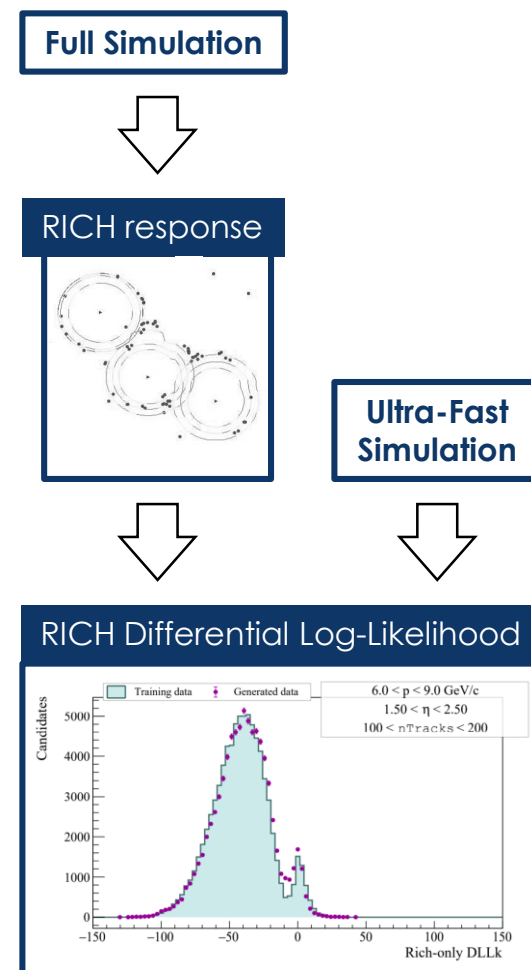 Full Simulation
RICH response
Ultra-Fast
Simulation
RICH Differential Log-Likelihood
Training data
Generated data
6.0 < p < 9.0 GeV/c
1.50 < η < 2.50
100 < nTracks < 200
Candidates
5000
4000
3000
2000
1000
0
−150 −100 −50 0 50 100 150
Rich-only DLLk